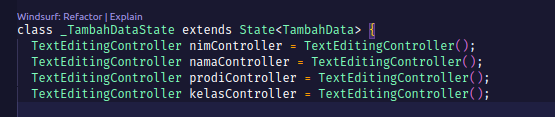 Windsurf: Refactor | Explain
class _TambahDataState extends State<TambahData> {
  TextEditingController nimController = TextEditingController();
  TextEditingController namaController = TextEditingController();
  TextEditingController prodiController = TextEditingController();
  TextEditingController kelasController = TextEditingController();